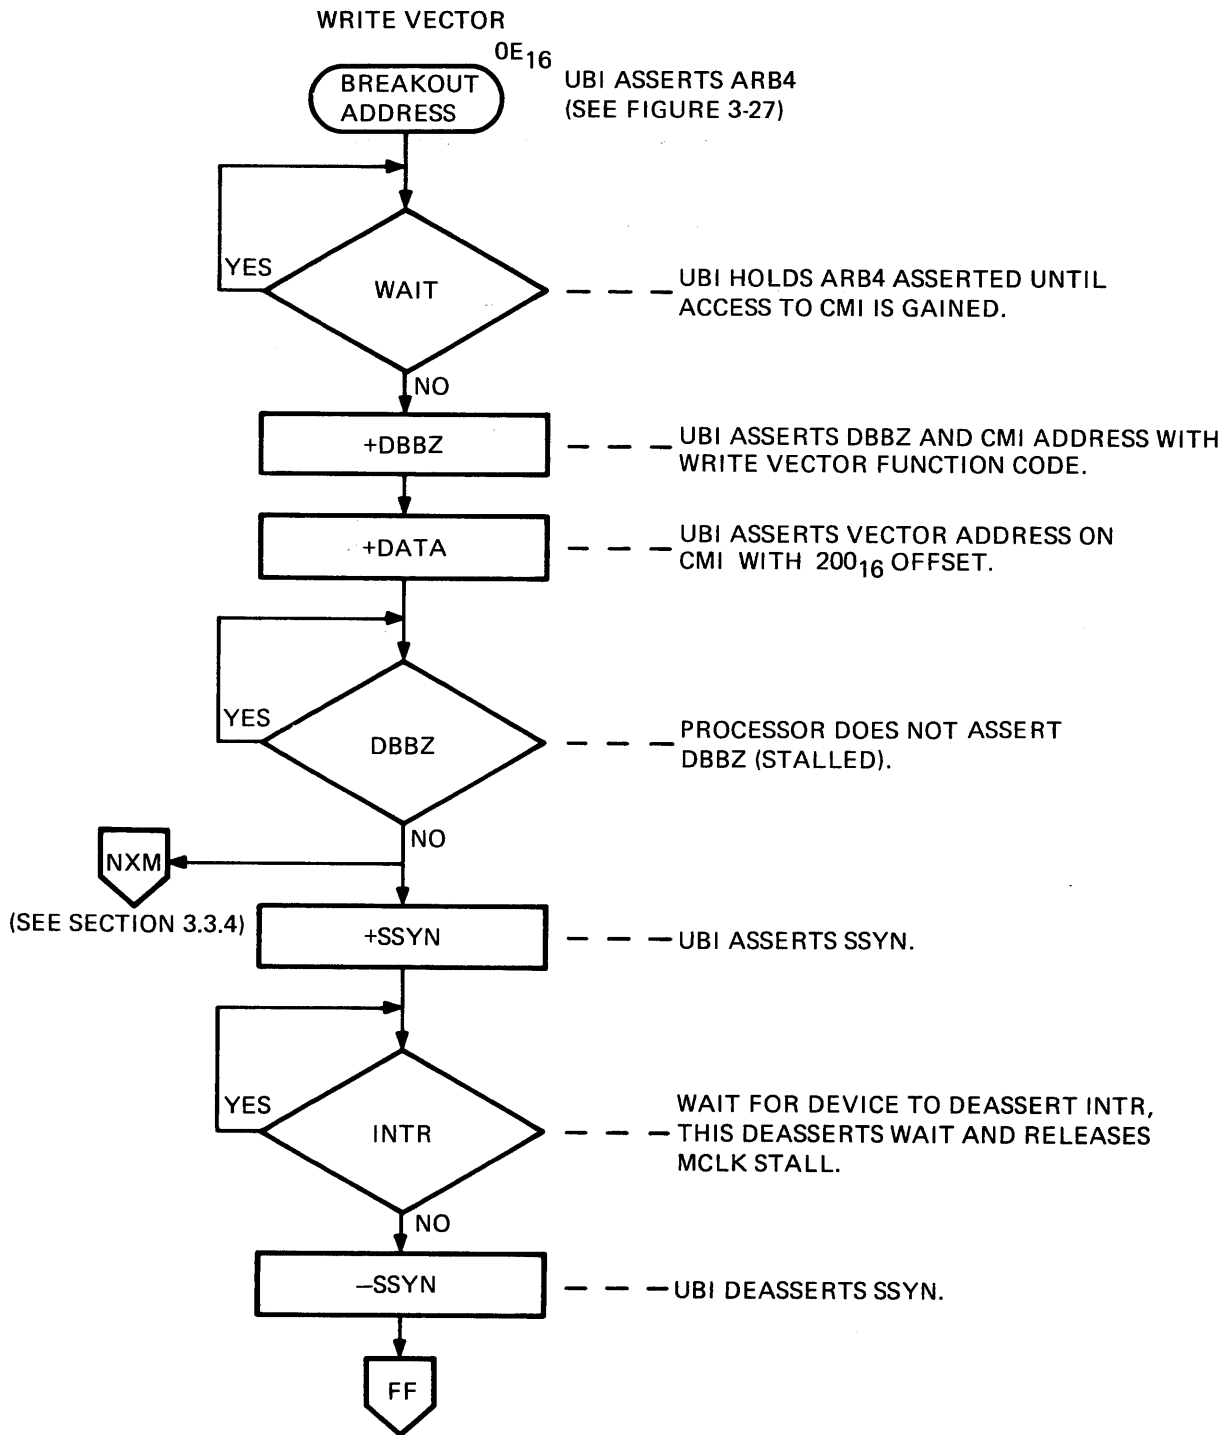 WRITE VECTOR
0E16
BREAKOUT
ADDRESS
UBI ASSERTS ARB4
(SEE FIGURE 3-27)
YES
WAIT
UBI HOLDS ARB4 ASSERTED UNTIL
ACCESS TO CMI IS GAINED.
NO
+DBBZ
UBI ASSERTS DBBZ AND CMI ADDRESS WITH
WRITE VECTOR FUNCTION CODE.
+DATA
UBI ASSERTS VECTOR ADDRESS ON
CMI WITH 20016 OFFSET.
YES
DBBZ
PROCESSOR DOES NOT ASSERT
DBBZ (STALLED).
NO
NXM
(SEE SECTION 3.3.4)
+SSYN
UBI ASSERTS SSYN.
YES
INTR
WAIT FOR DEVICE TO DEASSERT INTR,
THIS DEASSERTS WAIT AND RELEASES
MCLK STALL.
NO
–SSYN
UBI DEASSERTS SSYN.
FF